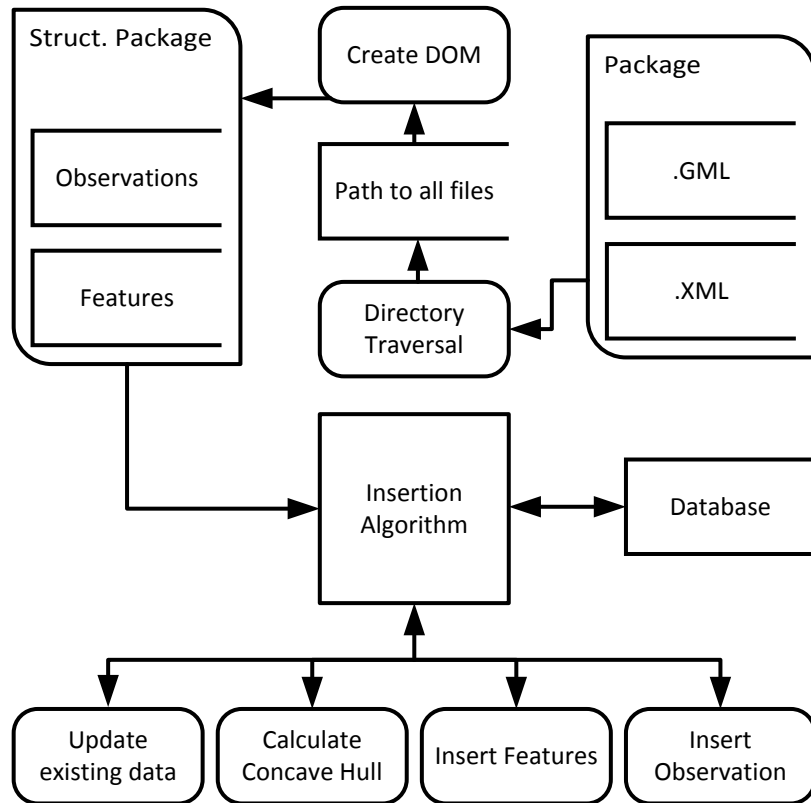 Struct. Package
Observations
Features
Create DOM
Path to all files
Directory
Traversal
Package
.GML
.XML
Insertion
Algorithm
Database
Update
existing data
Calculate
Concave Hull
Insert Features
Insert
Observation